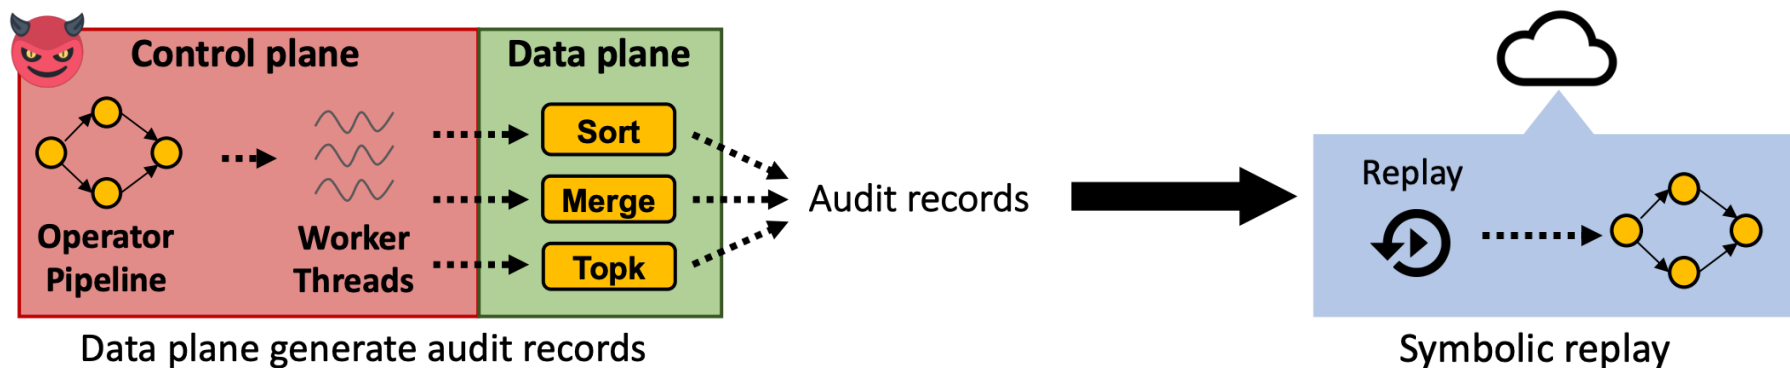 Control plane
Data plane
Sort
Merge
Topk
Operator
Pipeline
Worker
Threads
Audit records
Replay
Data plane generate audit records
Symbolic replay